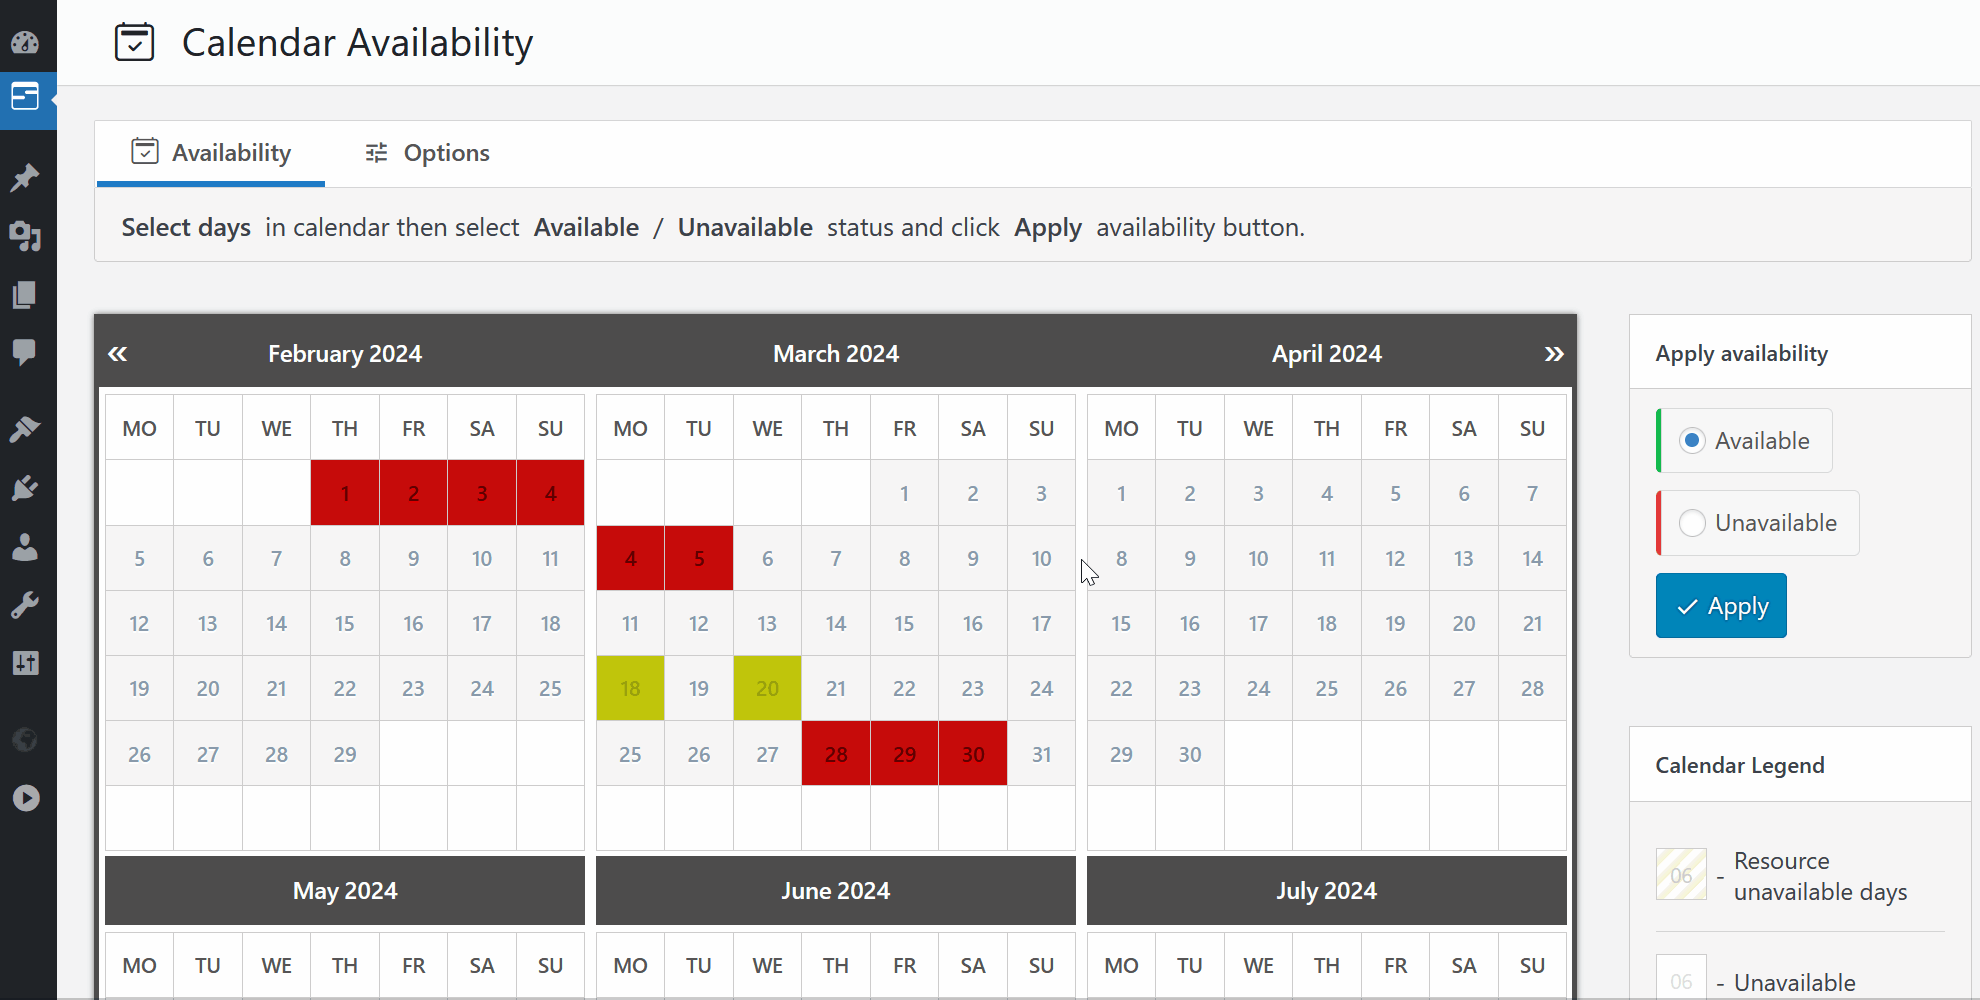 Calendar Availability
Availability Options
Select days in calendar then select Available / Unavailable status and click Apply availability button.
« February 2024 March 2024 April 2024 »
MO TU WE TH FR SA SU MO TU WE TH FR SA SU MO TU WE TH FR SA SU
1 2 3 4 1 2 3 1 2 3 4 5 6 7
5 6 7 8 9 10 11 4 5 6 7 8 9 10 8 9 10 11 12 13 14
12 13 14 15 16 17 18 11 12 13 14 15 16 17 15 16 17 18 19 20 21
19 20 21 22 23 24 25 18 19 20 21 22 23 24 22 23 24 25 26 27 28
26 27 28 29 25 26 27 28 29 30 31 29 30
May 2024 June 2024 July 2024
MO TU WE TH FR SA SU MO TU WE TH FR SA SU MO TU WE TH FR SA SU
Apply availability
Available
Unavailable
Apply
Calendar Legend
06 - Resource
unavailable days
06 - Unavailable